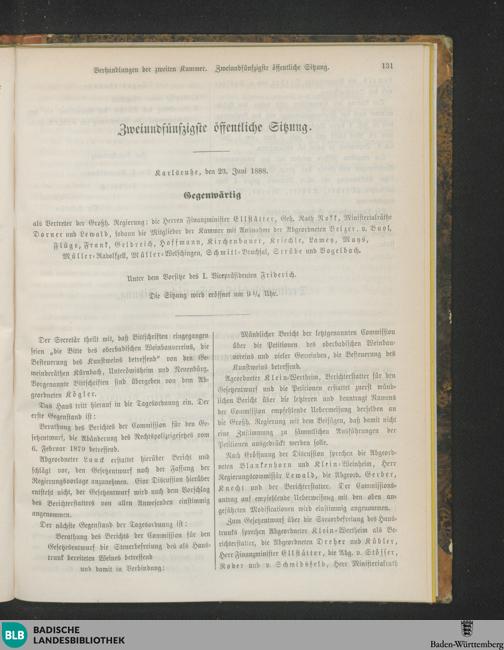 Verhandlungen der zweiten Kammer. Zweiundfünfzigste öffentliche Sitzung. 131
Zweiundfünfzigste öffentliche Sitzung.
Karlsruhe, den 23. Juni 1888.
Gegenwärtig
als Vertreter der Großh. Regierung: die Herren Finanzminister Ellstätter, Geh. Rath Nokk, Ministerialräthe
Dorner und Lewald, sodann die Mitglieder der Kammer mit Ausnahme der Abgeordneten Belzer, v. Buol,
Flüge, Frank, Gelbreich, Hoffmann, Kirchenbauer, Kriechle, Lamey, Mays,
Müller-Radolfzell, Müller-Welschingen, Schmitt-Bruchsal, Strübe und Vogelbach.
Unter dem Vorsitze des I. Vicepräsidenten Friderich.
Die Sitzung wird eröffnet um 9¼ Uhr.
Der Secretär theilt mit, daß Bittschriften eingegangen
seien „die Bitte des oberbadischen Weinbauvereins, die
Besteuerung des Kunstweins betreffend“ von den Ge-
meinderäthen Kürnbach, Unteröwisheim und Rosenburg.
Vorgenannte Bittschriften sind übergeben von dem Ab-
geordneten Kögler.
Das Haus tritt hierauf in die Tagesordnung ein. Der
erste Gegenstand ist:
Berathung des Berichts der Commission für den Ge-
setzentwurf, die Abänderung des Rechtspolizeigesetzes vom
6. Februar 1879 betreffend.
Abgeordneter Lauck erstattet hierüber Bericht und
schlägt vor, den Gesetzentwurf nach der Fassung der
Regierungsvorlage anzunehmen. Eine Discussion hierüber
entsteht nicht, der Gesetzentwurf wird nach dem Vorschlag
des Berichterstatters von allen Anwesenden einstimmig
angenommen.
Der nächste Gegenstand der Tagesordnung ist:
Berathung des Berichts der Commission für den
Gesetzentwurf die Steuerbefreiung des als Haus-
trunk bereiteten Weines betreffend
und damit in Verbindung:
Mündlicher Bericht der letztgenannten Commission
über die Petitionen des oberbadischen Weinbau-
vereins und vieler Gemeinden, die Besteuerung des
Kunstweins betreffend.
Abgeordneter Klein-Wertheim, Berichterstatter für den
Gesetzentwurf und die Petitionen erstattet zuerst münd-
lichen Bericht über die letzteren und beantragt Namens
der Commission empfehlende Ueberweisung derselben an
die Großh. Regierung mit dem Beifügen, daß damit nicht
eine Zustimmung zu sämmtlichen Ausführungen der
Petitionen ausgedrückt werden solle.
Nach Eröffnung der Discussion sprechen die Abgeord-
neten Blankenhorn und Klein-Weinheim, Herr
Regierungscommissär Lewald, die Abgeord. Gerber,
Knecht und der Berichterstatter. Der Commissions-
antrag auf empfehlende Ueberweisung mit den oben an-
geführten Modificationen wird einstimmig angenommen.
Zum Gesetzentwurf über die Steuerbefreiung des Haus-
trunks sprechen Abgeordneter Klein-Wertheim als Be-
richterstatter, die Abgeordneten Dreher und Kübler,
Herr Finanzminister Ellstätter, die Abg. v. Stösser,
Roder und v. Schmidsfeld, Herr Ministerialrath
BLB BADISCHE
LANDESBIBLIOTHEK
Baden-Württemberg